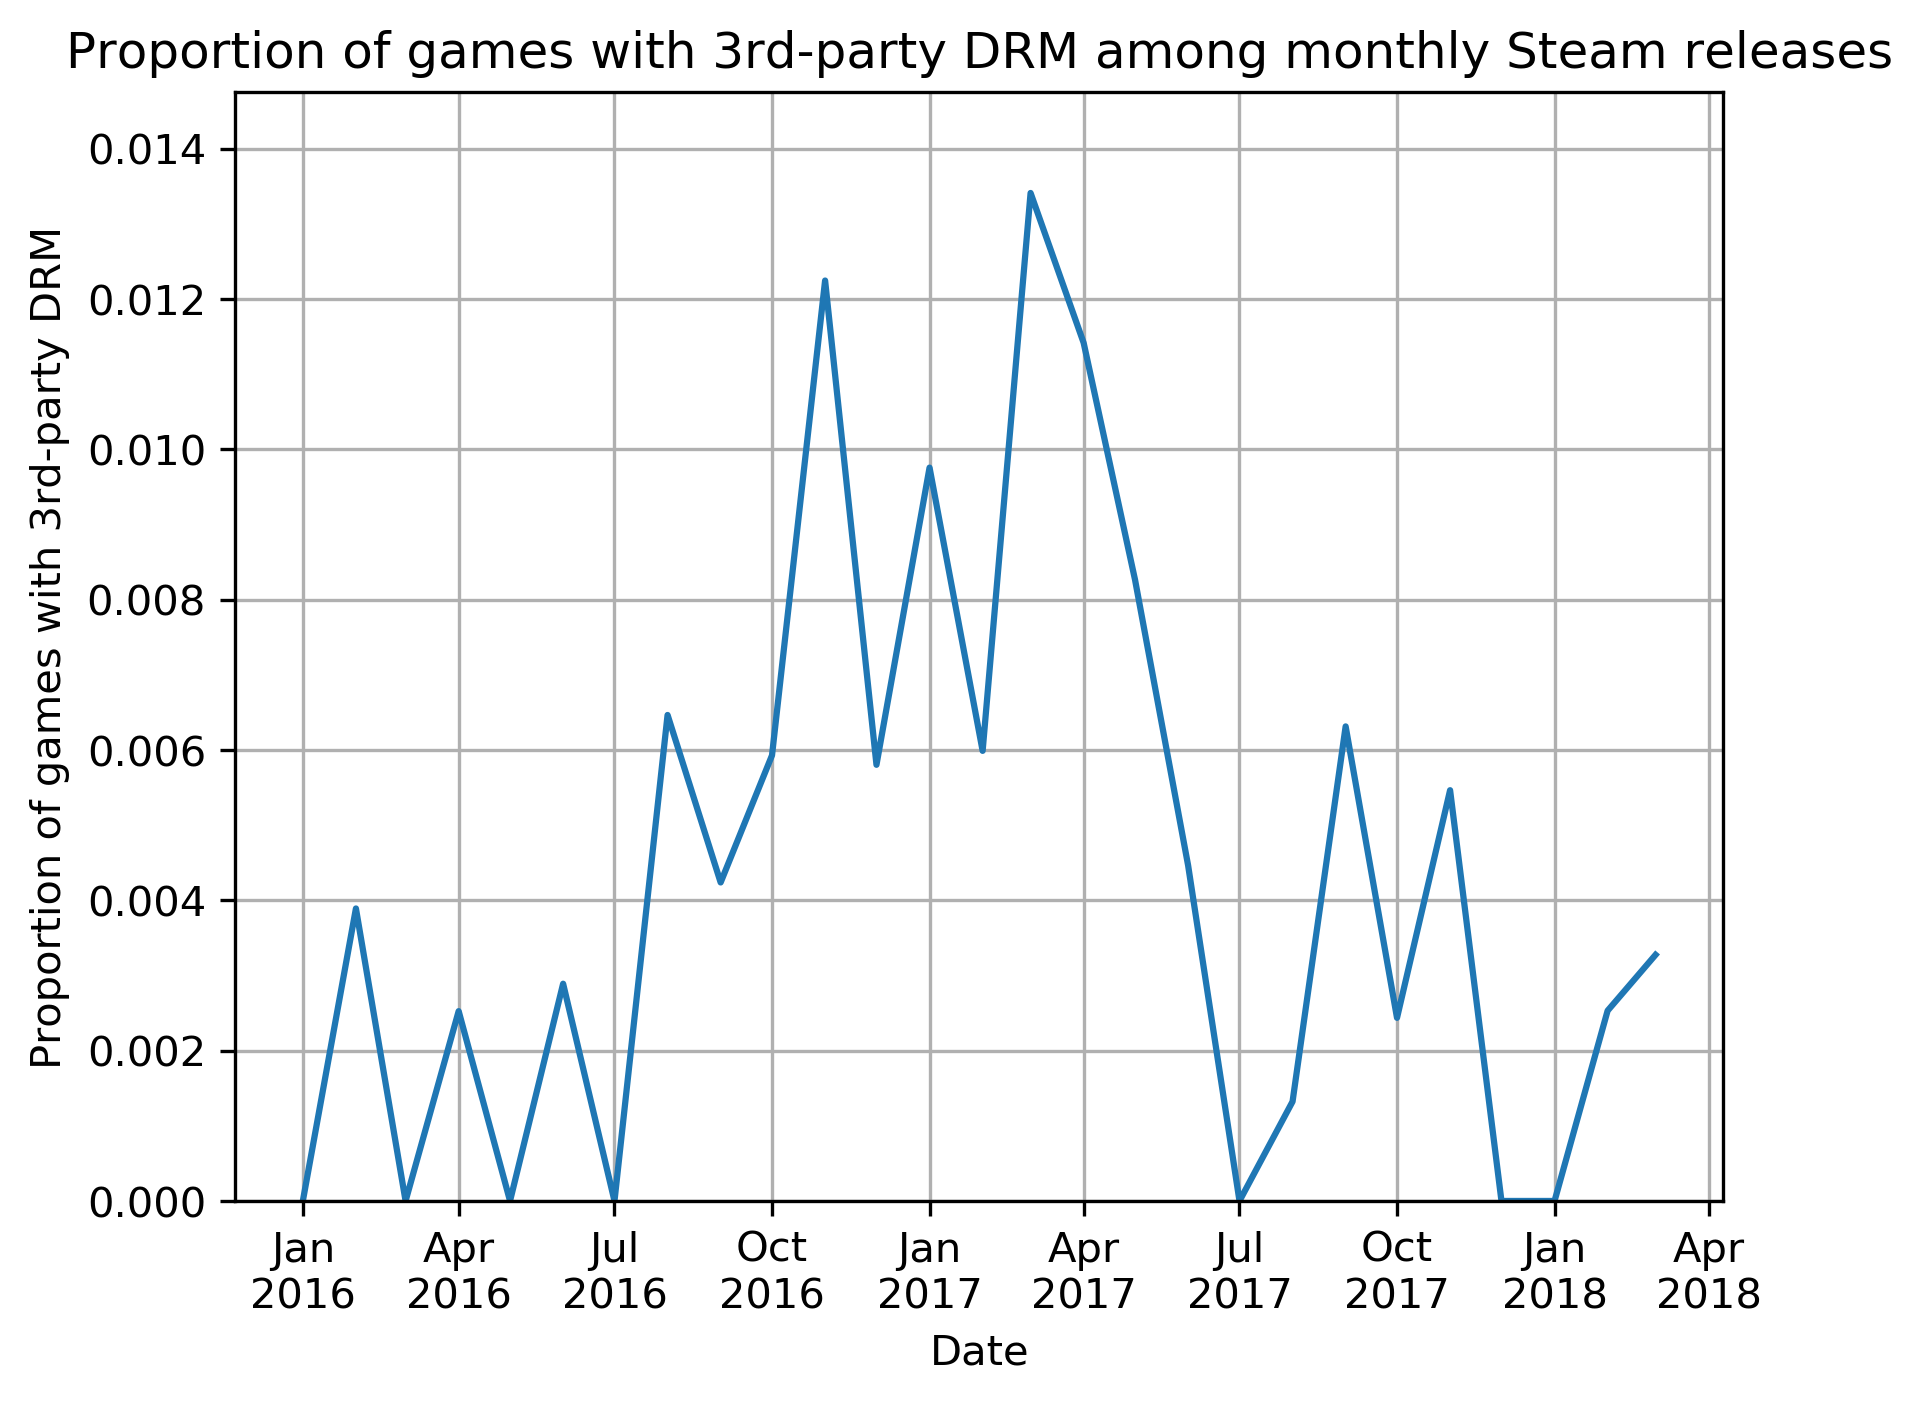 Proportion of games with 3rd-party DRM among monthly Steam releases
Proportion of games with 3rd-party DRM
0.014
0.012
0.010
0.008
0.006
0.004
0.002
0.000
Jan Apr Jul Oct Jan Apr Jul Oct Jan Apr
2016 2016 2016 2016 2017 2017 2017 2017 2018 2018
Date